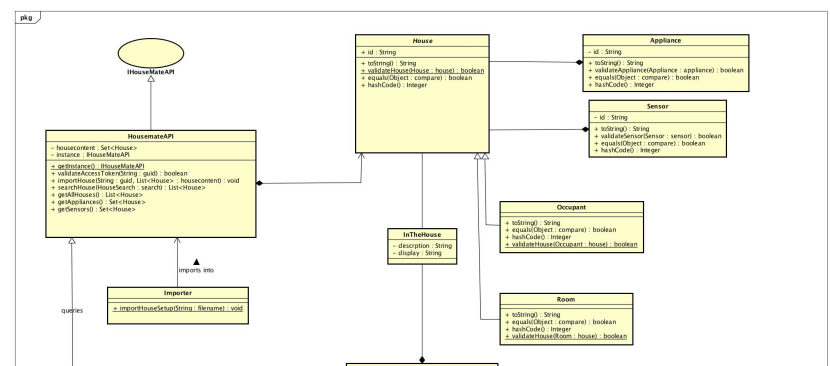 pkg
IHouseMateAPI
HousemateAPI
- housecontent : Set<House>
- instance : IHouseMateAPI
+ getInstance() : IHouseMateAPI
+ validateAccessToken(String : guid) : boolean
+ importHouse(String : guid, List<House> : housecontent) : void
+ searchHouse(HouseSearch : search) : List<House>
+ getAllHouses() : List<House>
+ getAppliances() : Set<House>
+ getSensors() : Set<House>
House
+ id : String
+ toString() : String
+ validateHouse(House : house) : boolean
+ equals(Object : compare) : boolean
+ hashCode() : Integer
Appliance
- id : String
+ toString() : String
+ validateAppliance(Appliance : appliance) : boolean
+ equals(Object : compare) : boolean
+ hashCode() : Integer
Sensor
- id : String
+ toString() : String
+ validateSensor(Sensor : sensor) : boolean
+ equals(Object : compare) : boolean
+ hashCode() : Integer
Occupant
+ toString() : String
+ equals(Object : compare) : boolean
+ hashCode() : Integer
+ validateHouse(Occupant : house) : boolean
InTheHouse
- descrption : String
- display : String
imports into
Importer
+ importHouseSetup(String : filename) : void
queries
Room
+ toString() : String
+ equals(Object : compare) : boolean
+ hashCode() : Integer
+ validateHouse(Room : house) : boolean